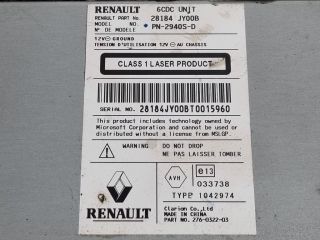 RENAULT 6CDC UNIT
RENAULT PART No. 28184 JY00B
MODEL NO. PN-2940S-D
N° DE MODELE
12V⎓ GROUND
TENSION D'UTILISATION 12V ⎓ AU CHASSIS
CLASS 1 LASER PRODUCT
SERIAL NO. 28184JY00BT0015960
This product includes technology owned by
Microsoft Corporation and cannot be used or
distributed without a license from MSLGP.
WARNING DO NOT DROP
NE PAS LAISSER TOMBER
AVH
e13
033738
TYPP 1042974
RENAULT
Clarion Co.,Ltd
MADE IN CHINA
PART NO. 276-0322-03